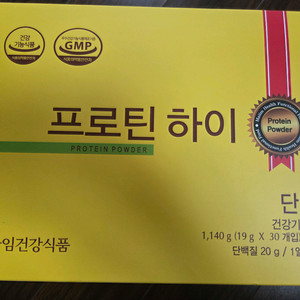 건강
기능식품
GMP
프로틴 하이
PROTEIN POWDER
Protein
Powder
단
건강기
1,140 g (19 g X 30 개입
단백질 20 g / 1일
임건강식품